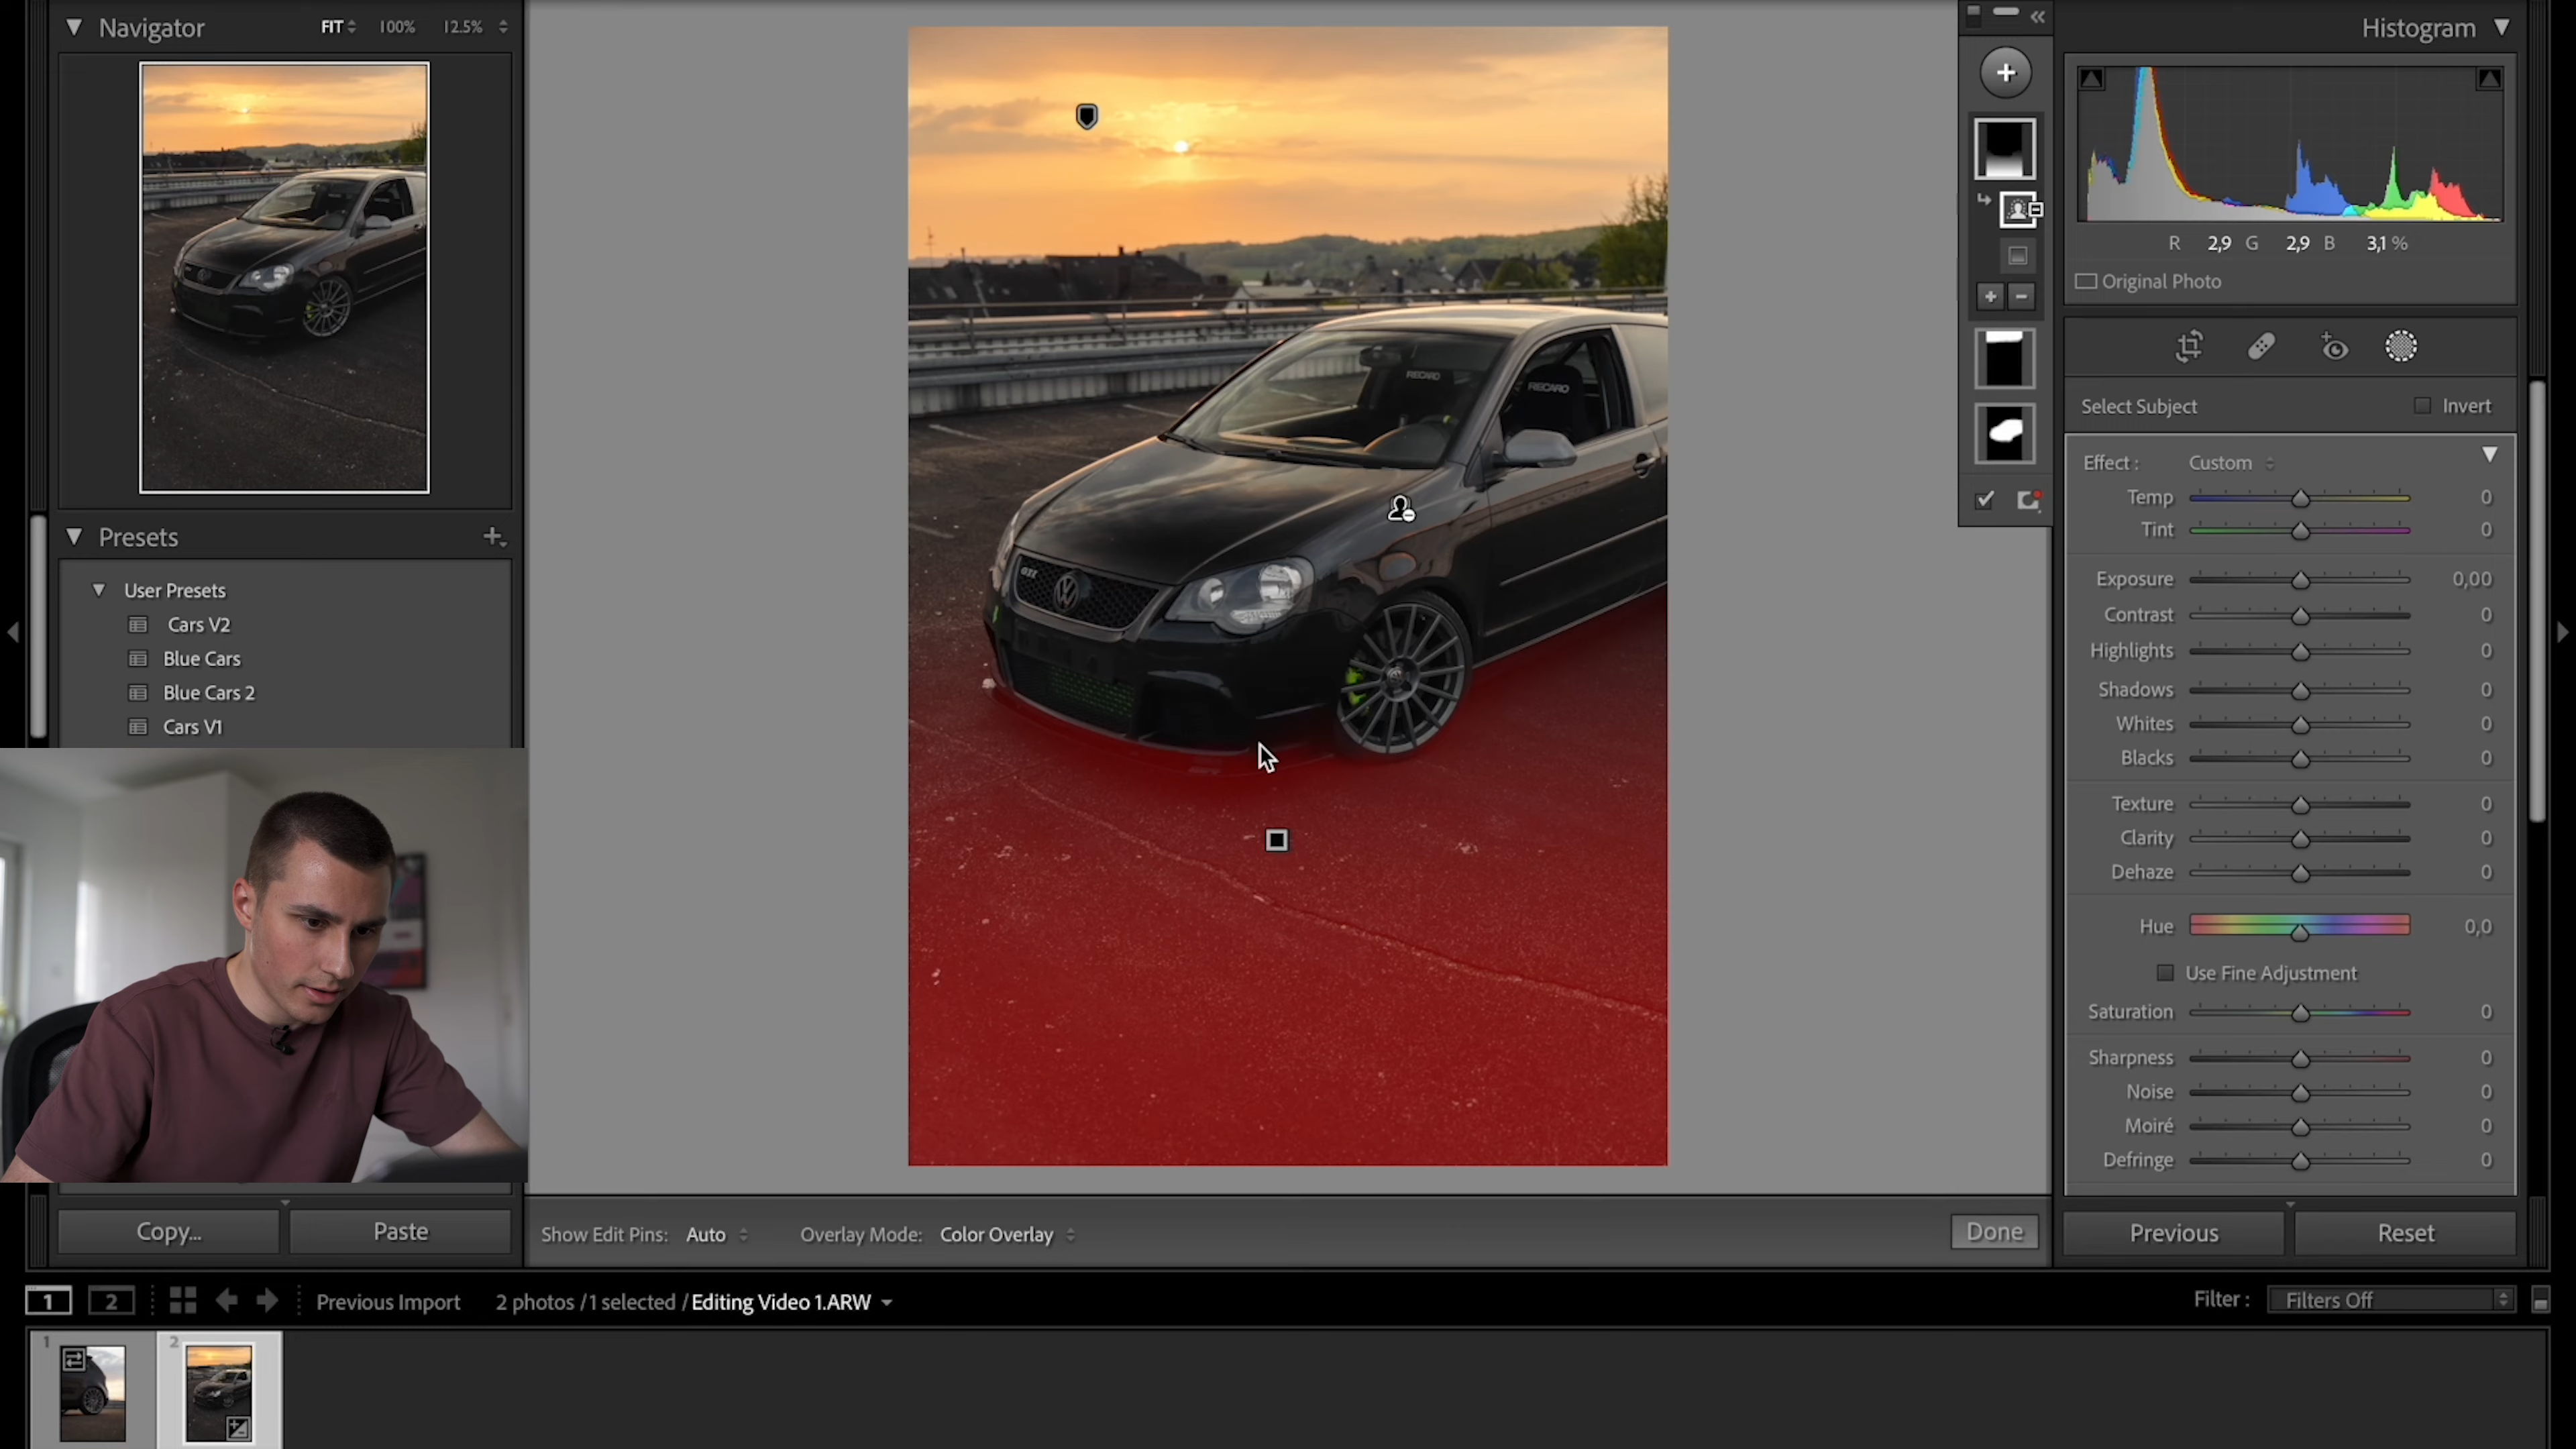 Navigator
FIT 100% 12.5%
Presets
User Presets
Cars V2
Blue Cars
Blue Cars 2
Cars V1
Copy... Paste
RECARO RECARO
GTI
Show Edit Pins: Auto Overlay Mode: Color Overlay
Done
Histogram
R 2,9 G 2,9 B 3,1 %
Original Photo
Select Subject Invert
Effect : Custom
Temp 0
Tint 0
Exposure 0,00
Contrast 0
Highlights 0
Shadows 0
Whites 0
Blacks 0
Texture 0
Clarity 0
Dehaze 0
Hue 0,0
Use Fine Adjustment
Saturation 0
Sharpness 0
Noise 0
Moiré 0
Defringe 0
Previous Reset
1 2 Previous Import 2 photos / 1 selected / Editing Video 1.ARW
Filter : Filters Off
1 2